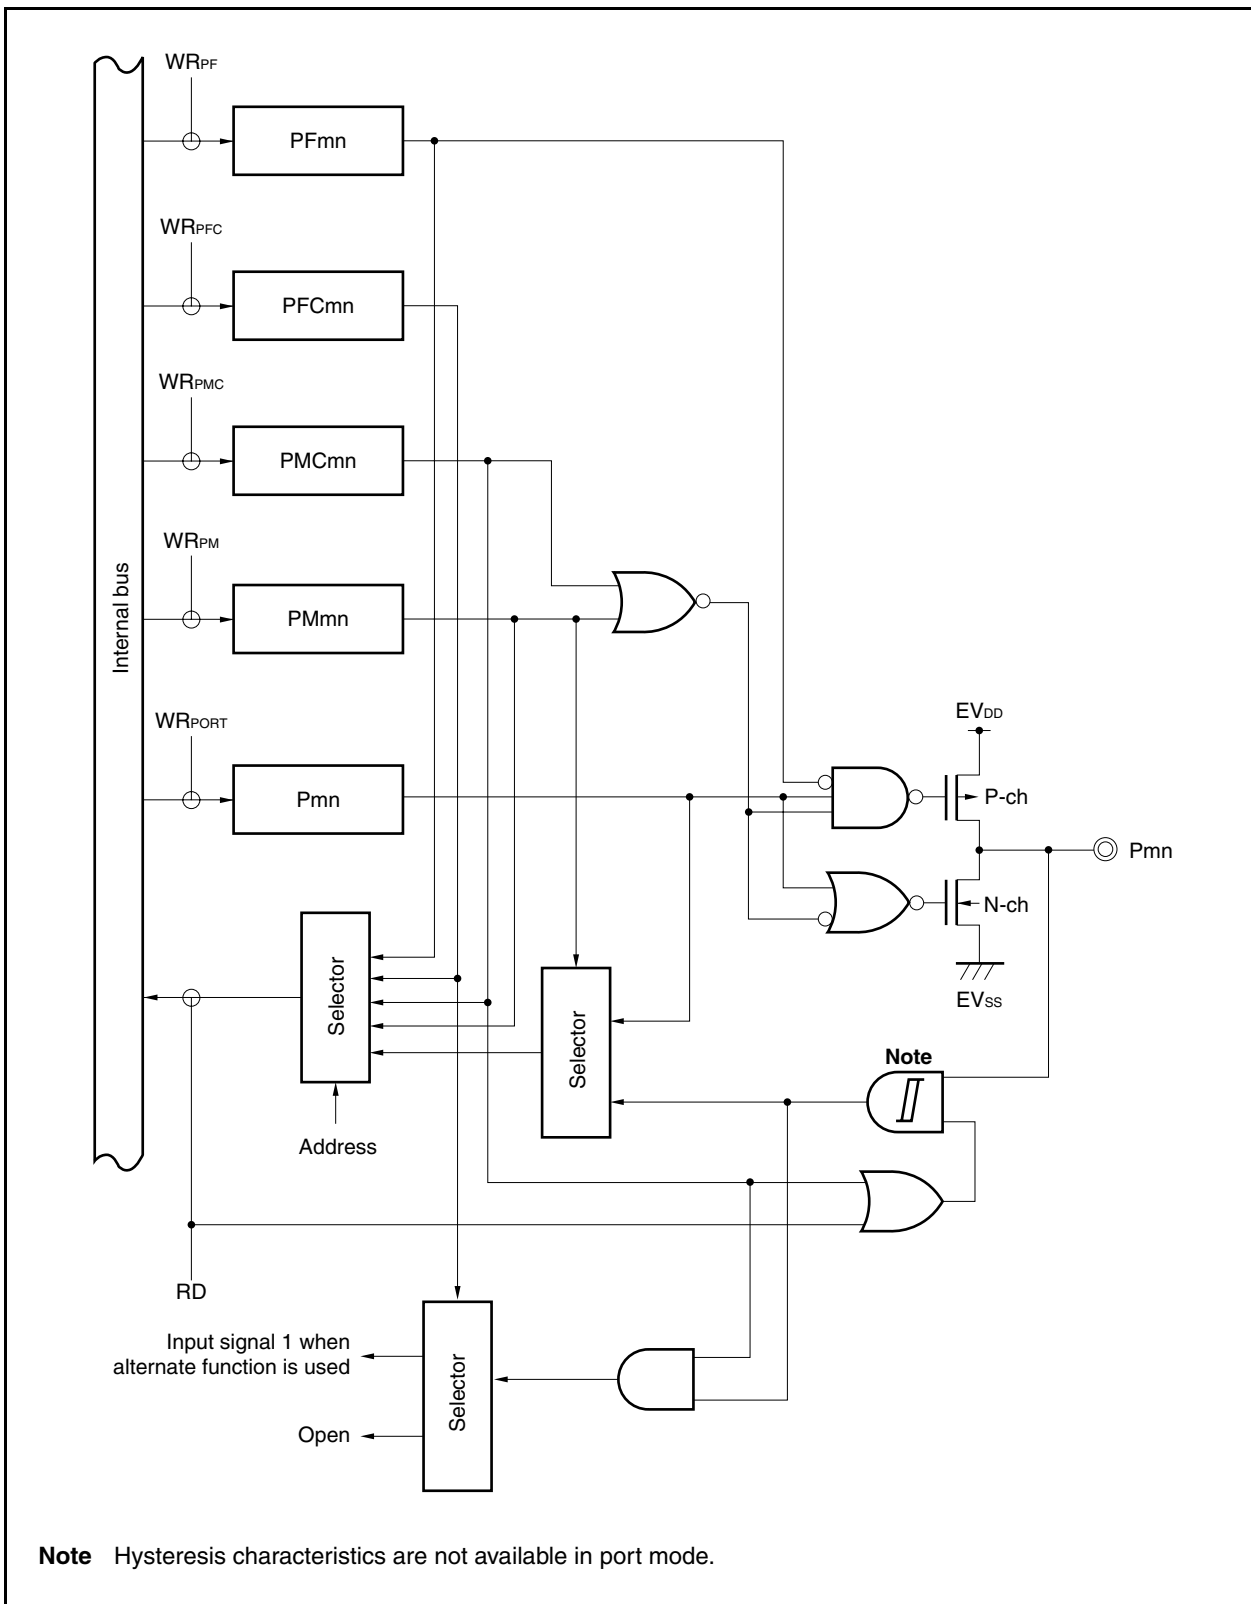 WRPF
PFmn
WRPFC
PFCmn
WRPMC
PMCmn
WRPM
PMmn
Internal bus
WRPORT
Pmn
EVDD
P-ch
Pmn
N-ch
EVSS
Selector
Selector
Note
Address
RD
Input signal 1 when
alternate function is used
Selector
Open
Note Hysteresis characteristics are not available in port mode.